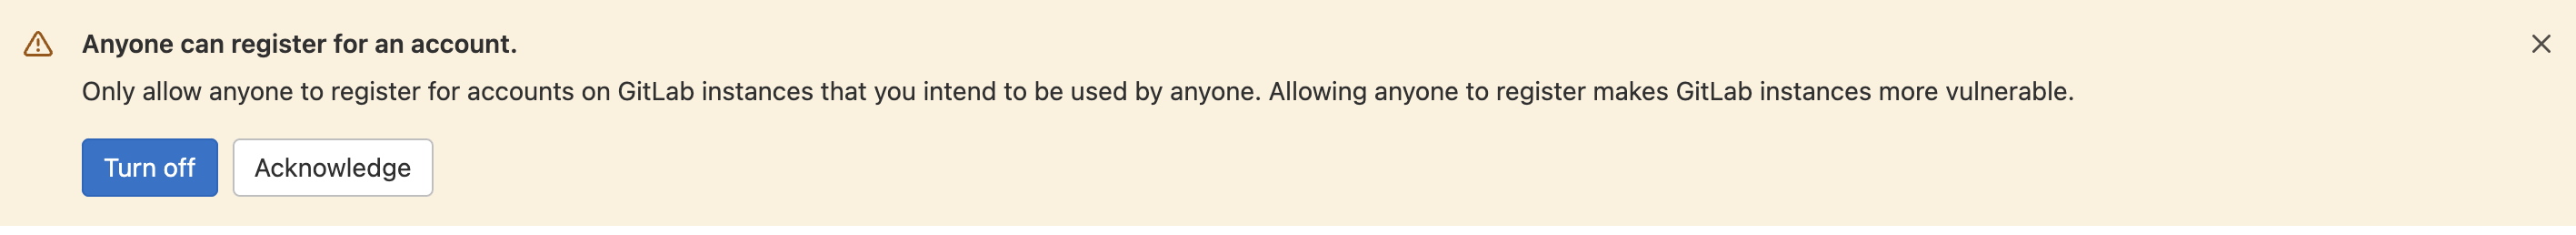 Anyone can register for an account.
Only allow anyone to register for accounts on GitLab instances that you intend to be used by anyone. Allowing anyone to register makes GitLab instances more vulnerable.
Turn off
Acknowledge